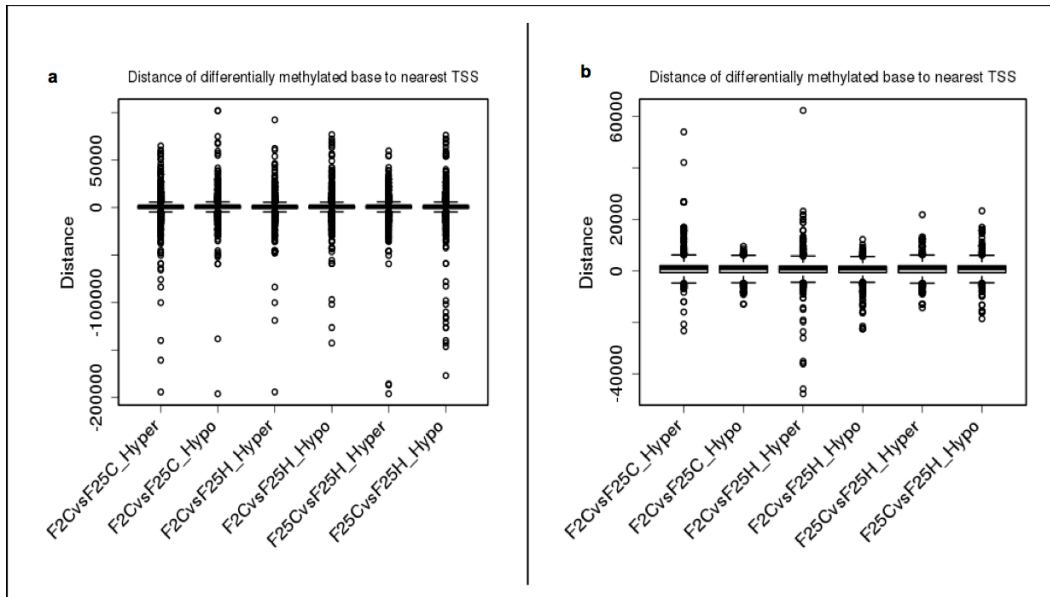 a
Distance of differentially methylated base to nearest TSS
Distance
50000
0
-100000
-200000
F2CvsF25C_Hyper
F2CvsF25C_Hypo
F2CvsF25H_Hyper
F2CvsF25H_Hypo
F25CvsF25H_Hyper
F25CvsF25H_Hypo
b
Distance of differentially methylated base to nearest TSS
Distance
60000
20000
0
-40000
F2CvsF25C_Hyper
F2CvsF25C_Hypo
F2CvsF25H_Hyper
F2CvsF25H_Hypo
F25CvsF25H_Hyper
F25CvsF25H_Hypo